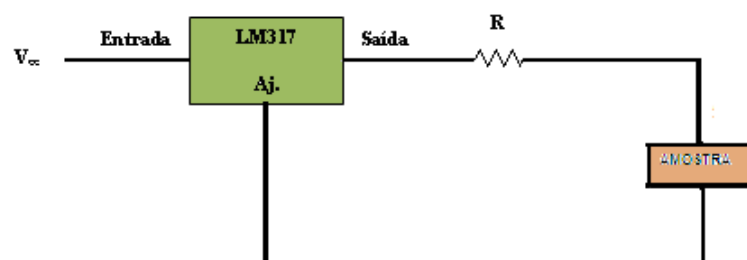 R
Entrada
LM317
Saída
Vcc
Aj.
AMOSTRA